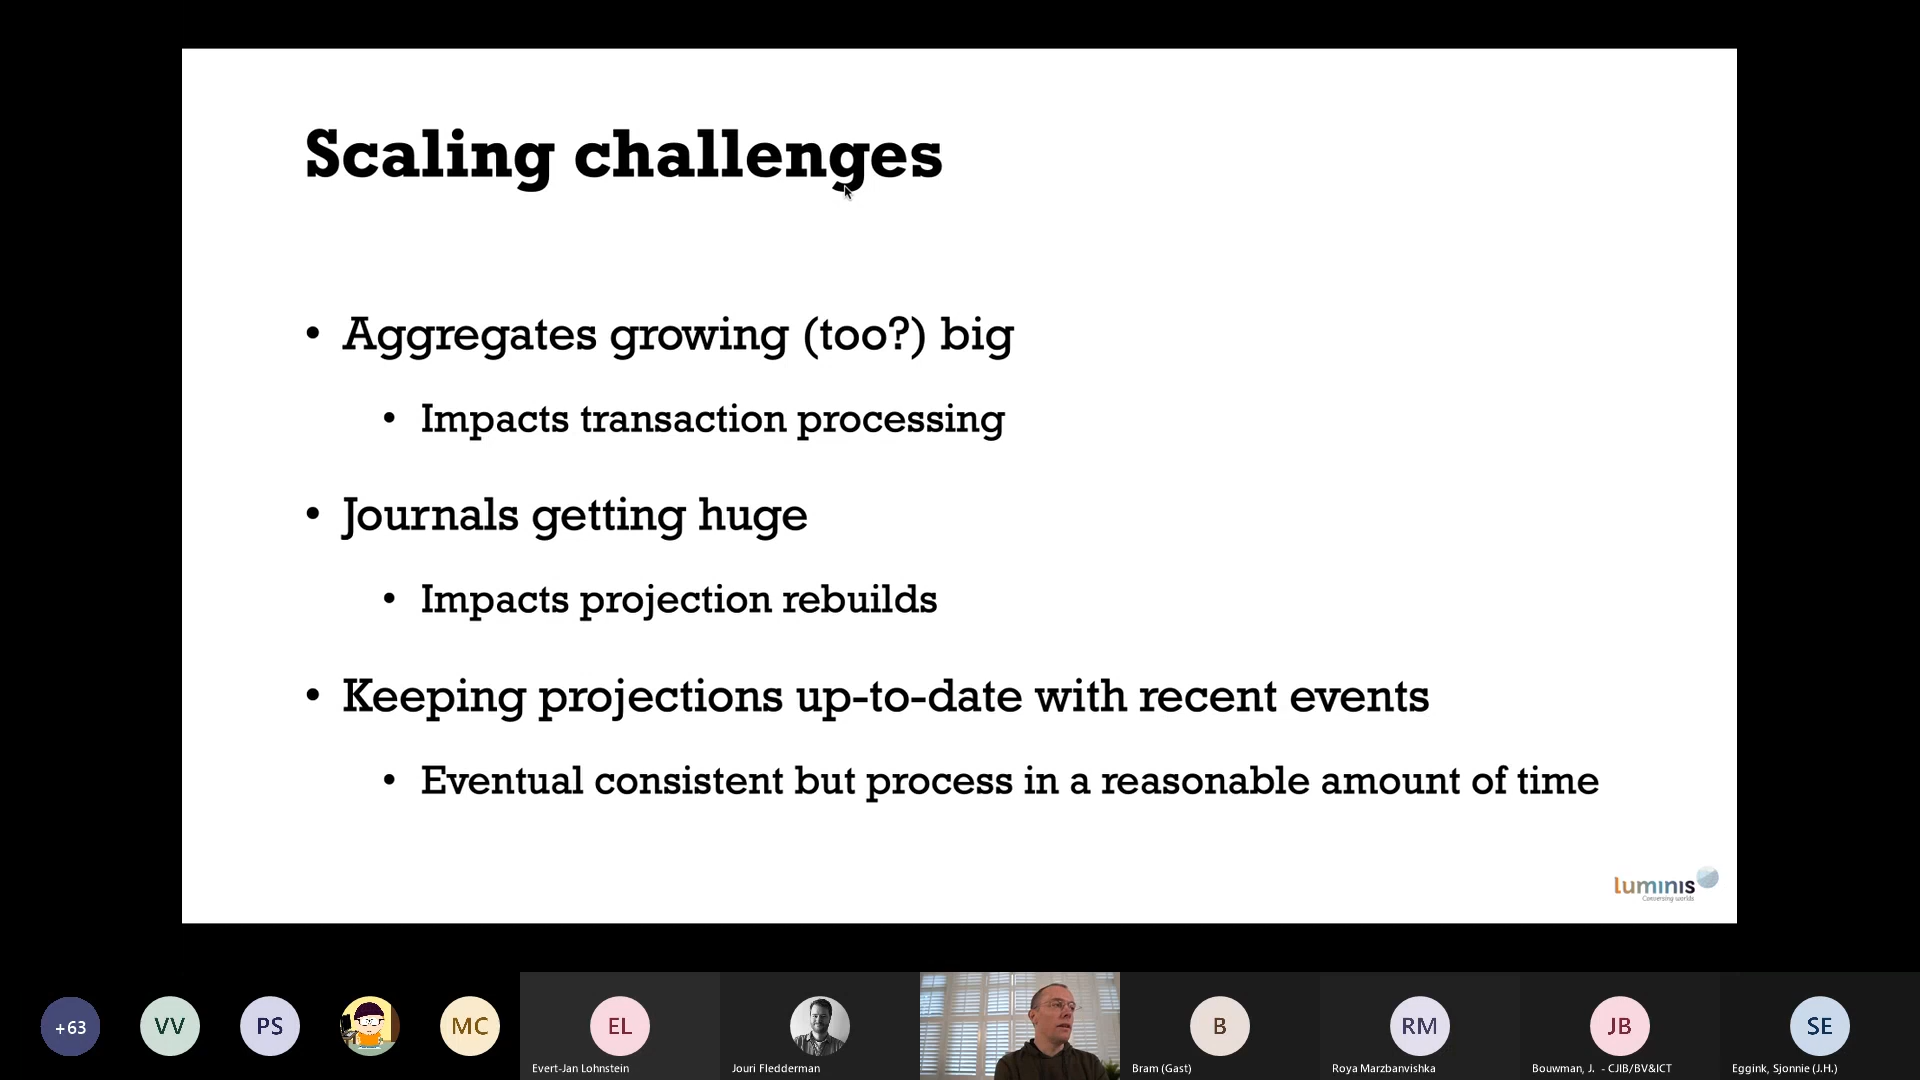 Scaling challenges
• Aggregates growing (too?) big
• Impacts transaction processing
• Journals getting huge
• Impacts projection rebuilds
• Keeping projections up-to-date with recent events
• Eventual consistent but process in a reasonable amount of time
luminis
Conversing worlds
+63
VV
PS
MC
EL
B
RM
JB
SE
Evert-Jan Lohnstein
Jouri Fledderman
Bram (Gast)
Roya Marzbanvishka
Bouwman, J. - CJIB/BV&ICT
Eggink, Sjonnie (J.H.)